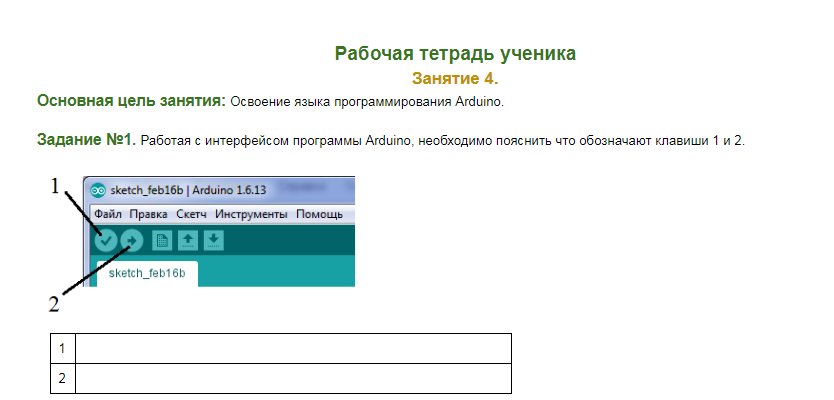 Рабочая тетрадь ученика
Занятие 4.
Основная цель занятия: Освоение языка программирования Arduino.
Задание №1. Работая с интерфейсом программы Arduino, необходимо пояснить что обозначают клавиши 1 и 2.
1
sketch_feb16b | Arduino 1.6.13
Файл Правка Скетч Инструменты Помощь
sketch_feb16b
2
1
2